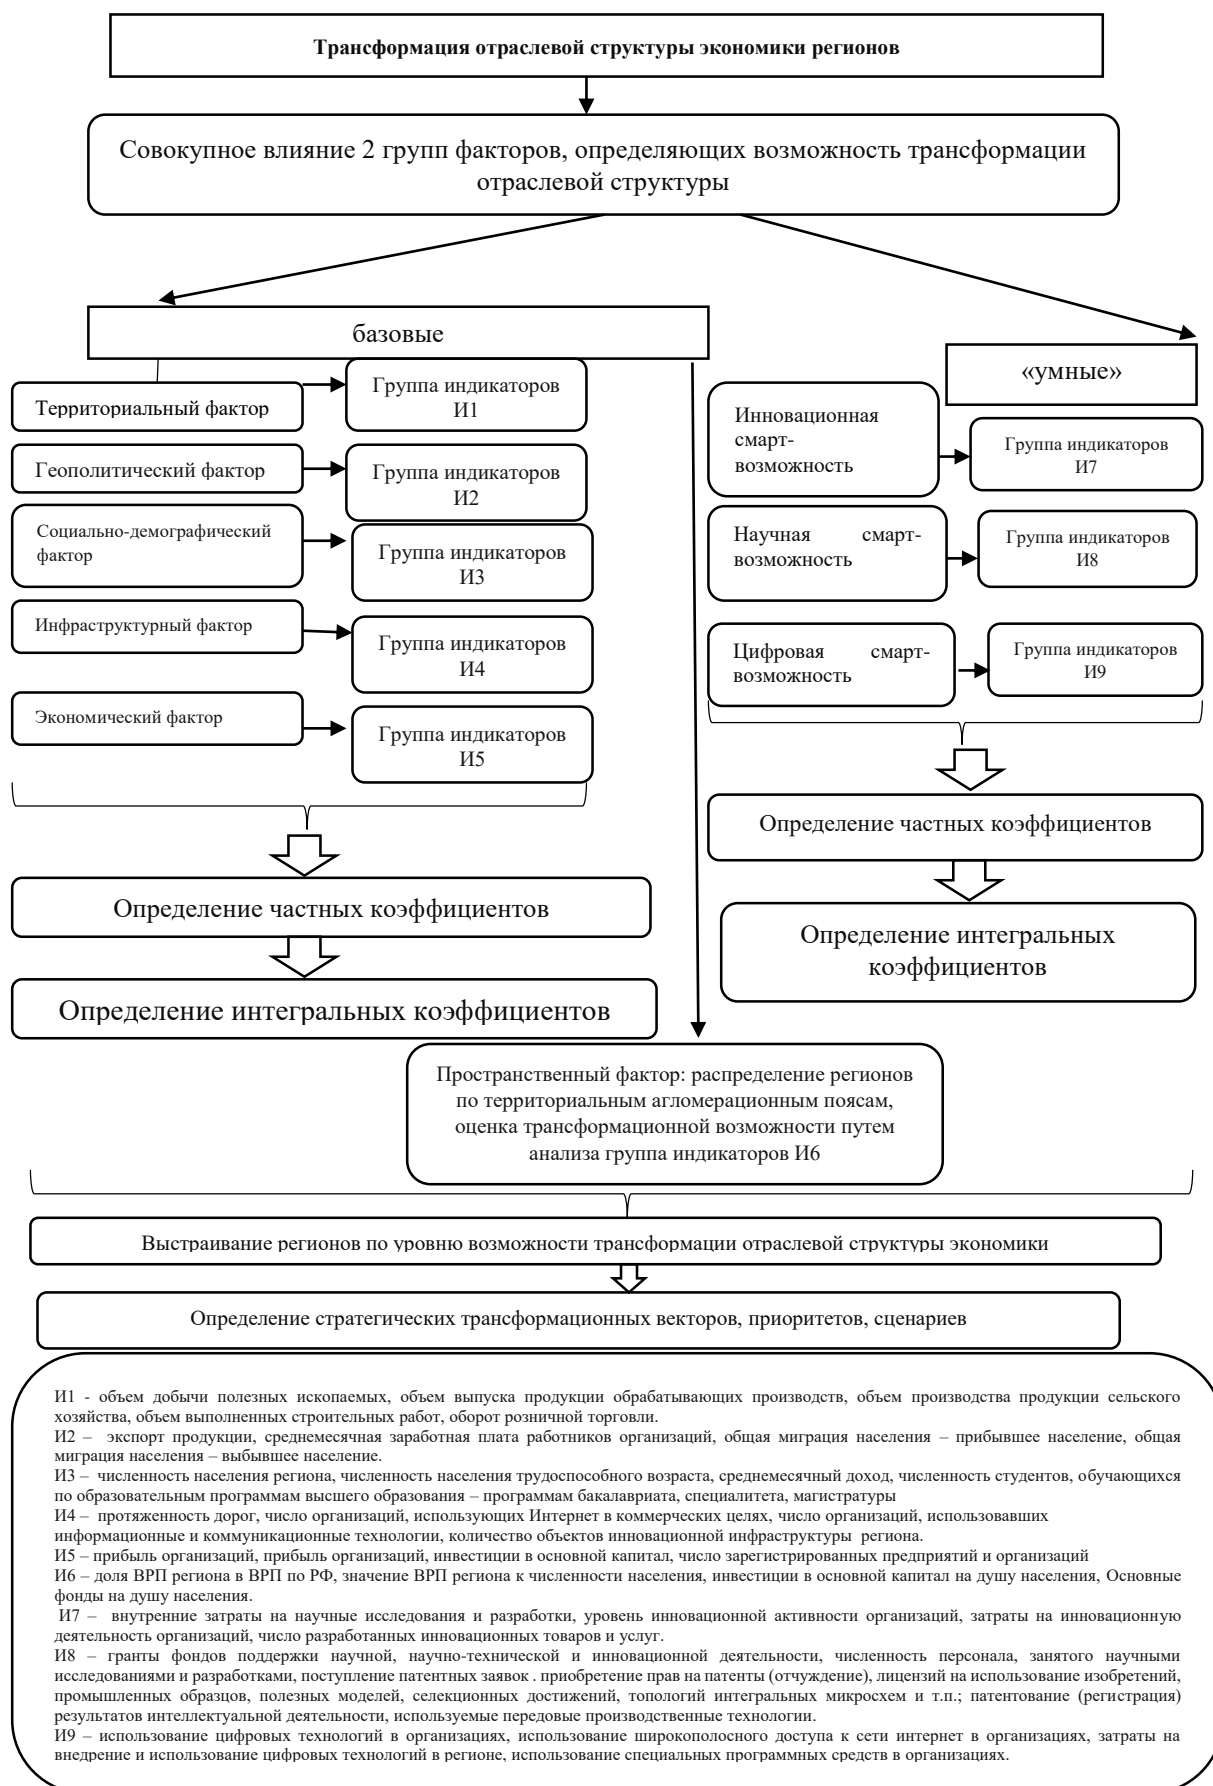 Трансформация отраслевой структуры экономики регионов
Совокупное влияние 2 групп факторов, определяющих возможность трансформации
отраслевой структуры
базовые
Территориальный фактор
Группа индикаторов
И1
Геополитический фактор
Группа индикаторов
И2
Социально-демографический
фактор
Группа индикаторов
И3
Инфраструктурный фактор
Группа индикаторов
И4
Экономический фактор
Группа индикаторов
И5
Определение частных коэффициентов
Определение интегральных коэффициентов
«умные»
Инновационная
смарт-
возможность
Группа индикаторов
И7
Научная смарт-
возможность
Группа индикаторов
И8
Цифровая смарт-
возможность
Группа индикаторов
И9
Определение частных коэффициентов
Определение интегральных
коэффициентов
Пространственный фактор: распределение регионов
по территориальным агломерационным поясам,
оценка трансформационной возможности путем
анализа группа индикаторов И6
Выстраивание регионов по уровню возможности трансформации отраслевой структуры экономики
Определение стратегических трансформационных векторов, приоритетов, сценариев
И1 - объем добычи полезных ископаемых, объем выпуска продукции обрабатывающих производств, объем производства продукции сельского
хозяйства, объем выполненных строительных работ, оборот розничной торговли.
И2 – экспорт продукции, среднемесячная заработная плата работников организаций, общая миграция населения – прибывшее население, общая
миграция населения – выбывшее население.
И3 – численность населения региона, численность населения трудоспособного возраста, среднемесячный доход, численность студентов, обучающихся
по образовательным программам высшего образования – программам бакалавриата, специалитета, магистратуры
И4 – протяженность дорог, число организаций, использующих Интернет в коммерческих целях, число организаций, использовавших
информационные и коммуникационные технологии, количество объектов инновационной инфраструктуры региона.
И5 – прибыль организаций, прибыль организаций, инвестиции в основной капитал, число зарегистрированных предприятий и организаций
И6 – доля ВРП региона в ВРП по РФ, значение ВРП региона к численности населения, инвестиции в основной капитал на душу населения, Основные
фонды на душу населения.
И7 – внутренние затраты на научные исследования и разработки, уровень инновационной активности организаций, затраты на инновационную
деятельность организаций, число разработанных инновационных товаров и услуг.
И8 – гранты фондов поддержки научной, научно-технической и инновационной деятельности, численность персонала, занятого научными
исследованиями и разработками, поступление патентных заявок . приобретение прав на патенты (отчуждение), лицензий на использование изобретений,
промышленных образцов, полезных моделей, селекционных достижений, топологий интегральных микросхем и т.п.; патентование (регистрация)
результатов интеллектуальной деятельности, используемые передовые производственные технологии.
И9 – использование цифровых технологий в организациях, использование широкополосного доступа к сети интернет в организациях, затраты на
внедрение и использование цифровых технологий в регионе, использование специальных программных средств в организациях.